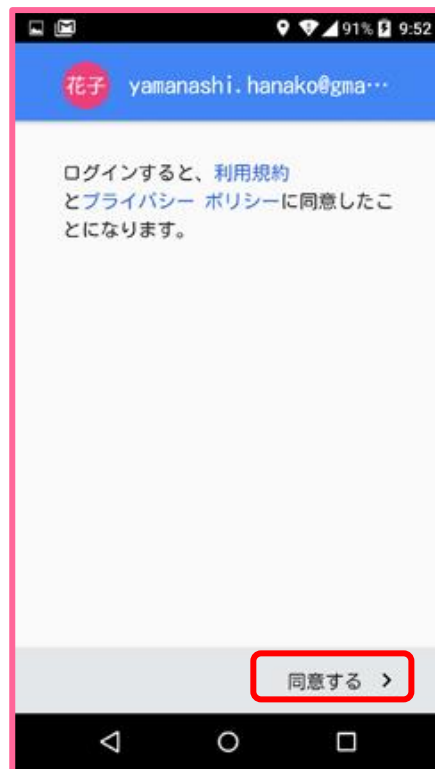 91% 9:52
花子 yamanashi.hanako@gma…
ログインすると、利用規約
とプライバシー ポリシーに同意したこ
とになります。
同意する >